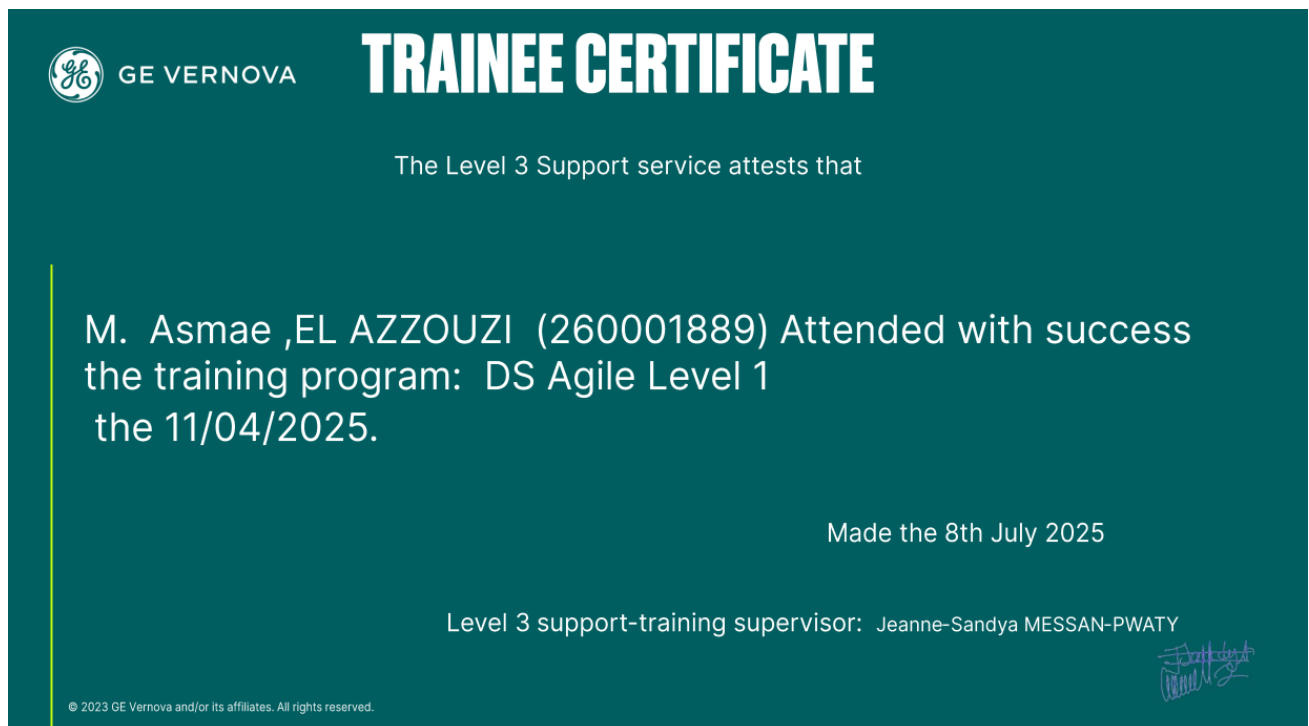 GE VERNOVA
TRAINEE CERTIFICATE
The Level 3 Support service attests that
M.  Asmae ,EL AZZOUZI  (260001889) Attended with success
the training program:  DS Agile Level 1
the 11/04/2025.
Made the 8th July 2025
Level 3 support-training supervisor:  Jeanne-Sandya MESSAN-PWATY
© 2023 GE Vernova and/or its affiliates. All rights reserved.